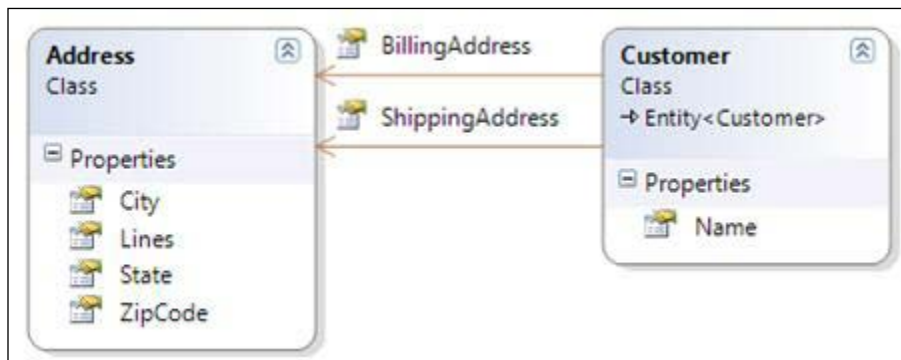 Address
Class
Properties
City
Lines
State
ZipCode
BillingAddress
ShippingAddress
Customer
Class
Entity<Customer>
Properties
Name